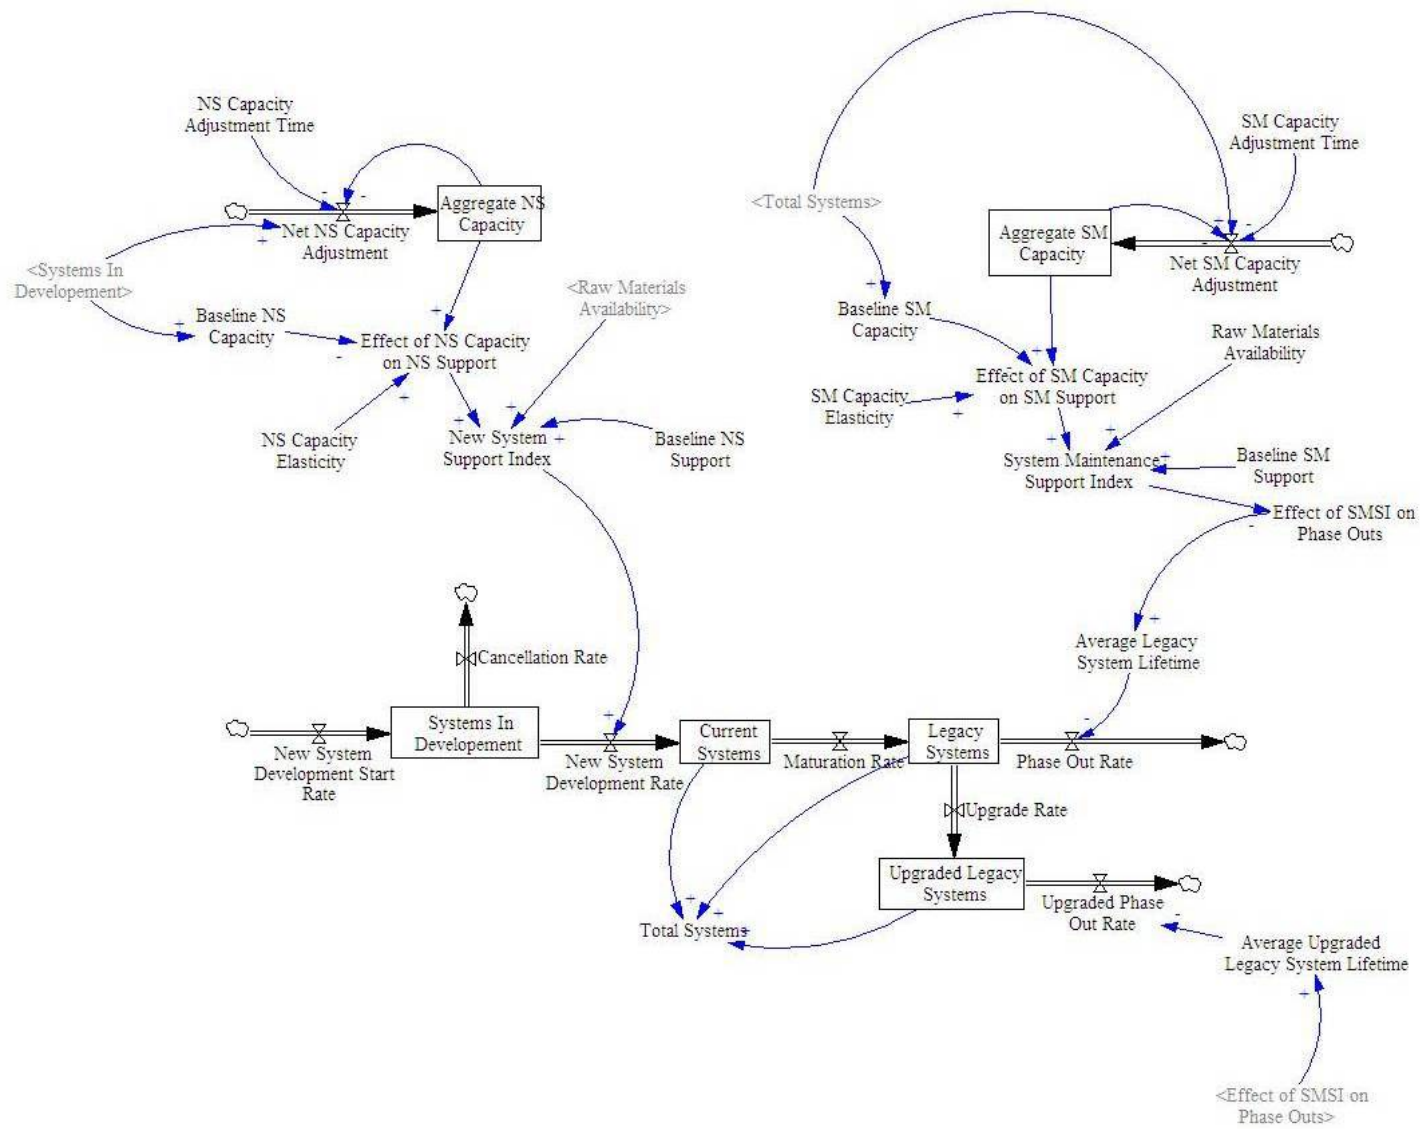 NS Capacity
Adjustment Time
SM Capacity
Adjustment Time
<Total Systems>
Aggregate NS
Capacity
Net NS Capacity
Adjustment
Aggregate SM
Capacity
Net SM Capacity
Adjustment
<Systems In
Developement>
<Raw Materials
Availability>
Baseline NS
Capacity
Baseline SM
Capacity
Effect of NS Capacity
on NS Support
Raw Materials
Availability
Effect of SM Capacity
on SM Support
SM Capacity
Elasticity
NS Capacity
Elasticity
New System
Support Index
Baseline NS
Support
System Maintenance
Support Index
Baseline SM
Support
Effect of SMSI on
Phase Outs
Average Legacy
System Lifetime
Cancellation Rate
Systems In
Developement
Current
Systems
Legacy
Systems
New System
Development Start
Rate
New System
Development Rate
Maturation Rate
Phase Out Rate
Upgrade Rate
Upgraded Legacy
Systems
Upgraded Phase
Out Rate
Total Systems
Average Upgraded
Legacy System Lifetime
<Effect of SMSI on
Phase Outs>